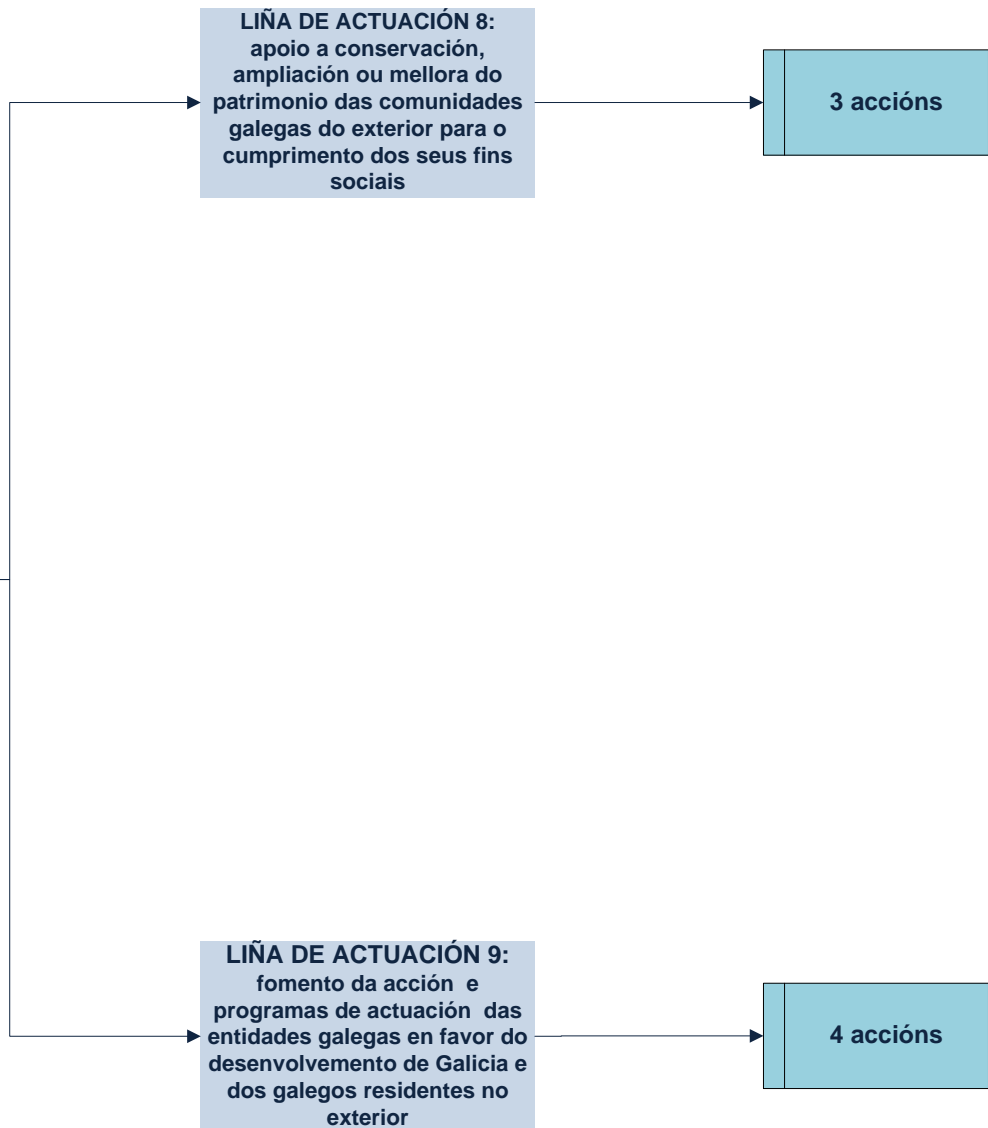 LIÑA DE ACTUACIÓN 8:
apoio a conservación,
ampliación ou mellora do
patrimonio das comunidades
galegas do exterior para o
cumprimento dos seus fins
sociais
3 accións
LIÑA DE ACTUACIÓN 9:
fomento da acción e
programas de actuación das
entidades galegas en favor do
desenvolvemento de Galicia e
dos galegos residentes no
exterior
4 accións